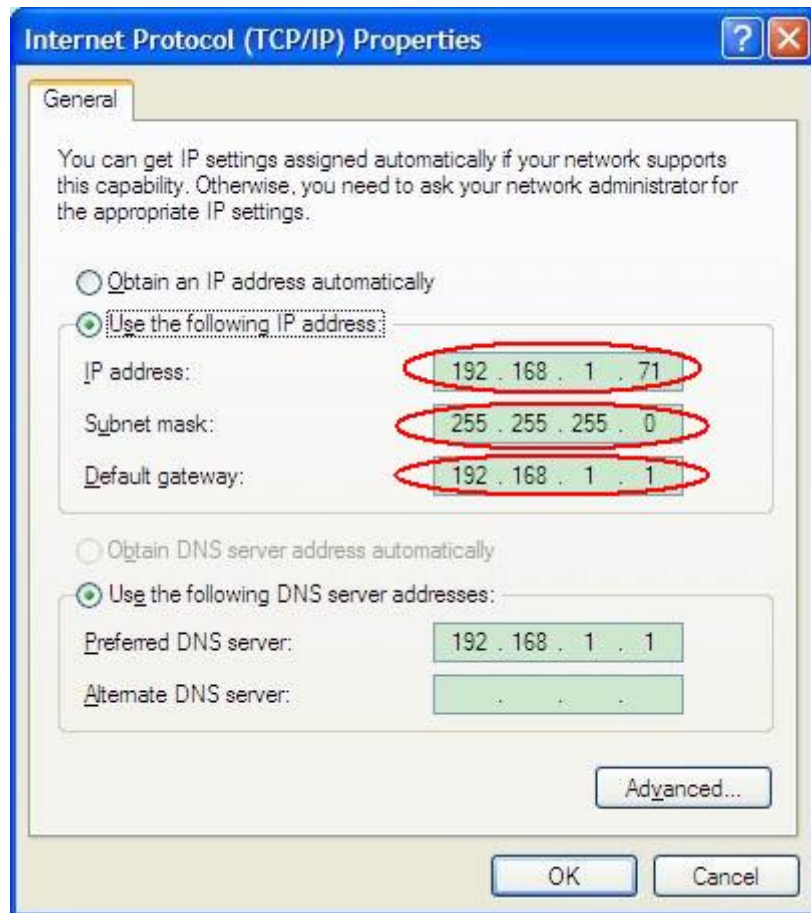 Internet Protocol (TCP/IP) Properties
General
You can get IP settings assigned automatically if your network supports
this capability. Otherwise, you need to ask your network administrator for
the appropriate IP settings.
Obtain an IP address automatically
Use the following IP address:
IP address: 192 . 168 . 1 . 71
Subnet mask: 255 . 255 . 255 . 0
Default gateway: 192 . 168 . 1 . 1
Obtain DNS server address automatically
Use the following DNS server addresses:
Preferred DNS server: 192 . 168 . 1 . 1
Alternate DNS server: . . .
Advanced...
OK Cancel